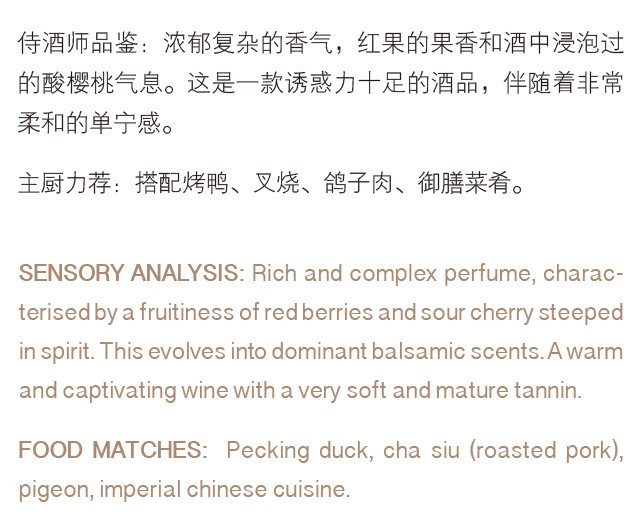 侍酒师品鉴：浓郁复杂的香气，红果的果香和酒中浸泡过
的酸樱桃气息。这是一款诱惑力十足的酒品，伴随着非常
柔和的单宁感。
主厨力荐：搭配烤鸭、叉烧、鸽子肉、御膳菜肴。
SENSORY ANALYSIS: Rich and complex perfume, charac-
terised by a fruitiness of red berries and sour cherry steeped
in spirit. This evolves into dominant balsamic scents. A warm
and captivating wine with a very soft and mature tannin.
FOOD MATCHES: Pecking duck, cha siu (roasted pork),
pigeon, imperial chinese cuisine.